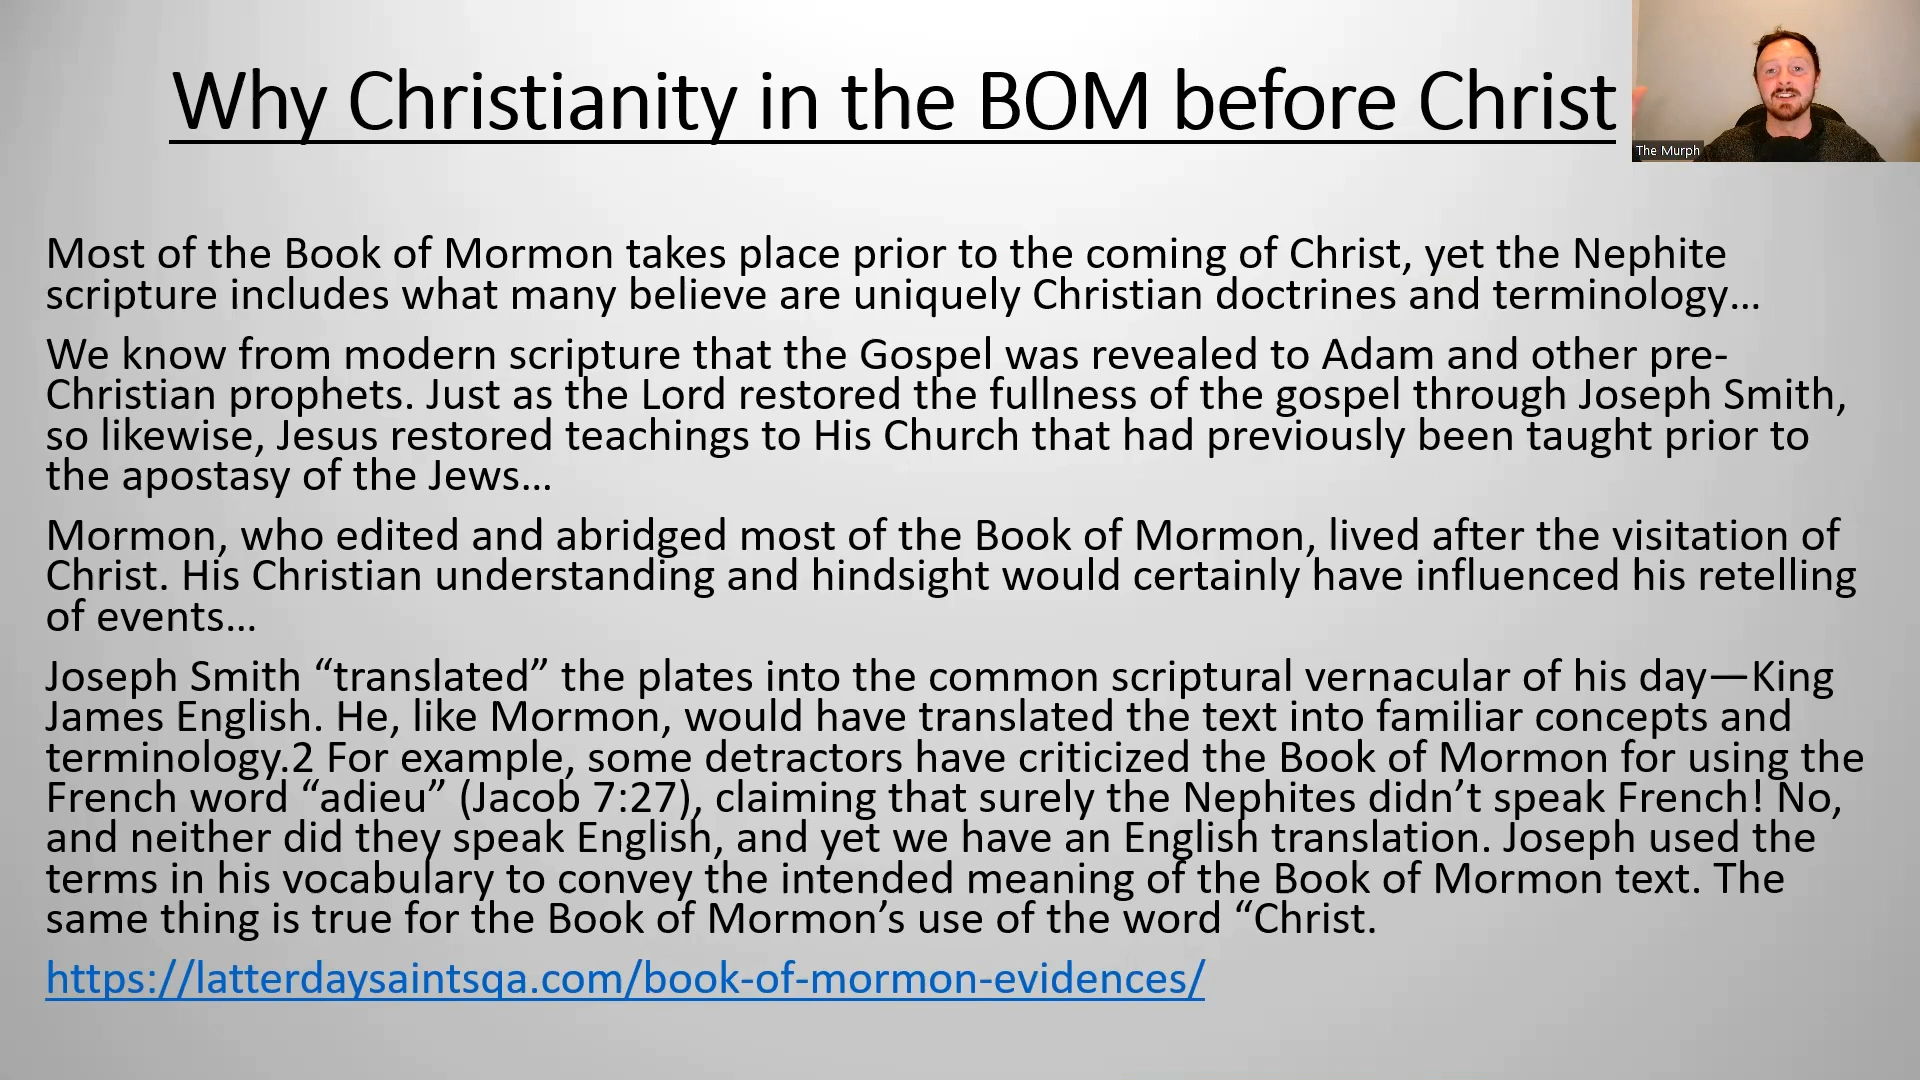 Why Christianity in the BOM before Christ
The Murph
Most of the Book of Mormon takes place prior to the coming of Christ, yet the Nephite
scripture includes what many believe are uniquely Christian doctrines and terminology...
We know from modern scripture that the Gospel was revealed to Adam and other pre-
Christian prophets. Just as the Lord restored the fullness of the gospel through Joseph Smith,
so likewise, Jesus restored teachings to His Church that had previously been taught prior to
the apostasy of the Jews...
Mormon, who edited and abridged most of the Book of Mormon, lived after the visitation of
Christ. His Christian understanding and hindsight would certainly have influenced his retelling
of events...
Joseph Smith “translated” the plates into the common scriptural vernacular of his day—King
James English. He, like Mormon, would have translated the text into familiar concepts and
terminology.2 For example, some detractors have criticized the Book of Mormon for using the
French word “adieu” (Jacob 7:27), claiming that surely the Nephites didn’t speak French! No,
and neither did they speak English, and yet we have an English translation. Joseph used the
terms in his vocabulary to convey the intended meaning of the Book of Mormon text. The
same thing is true for the Book of Mormon’s use of the word “Christ.
https://latterdaysaintsqa.com/book-of-mormon-evidences/